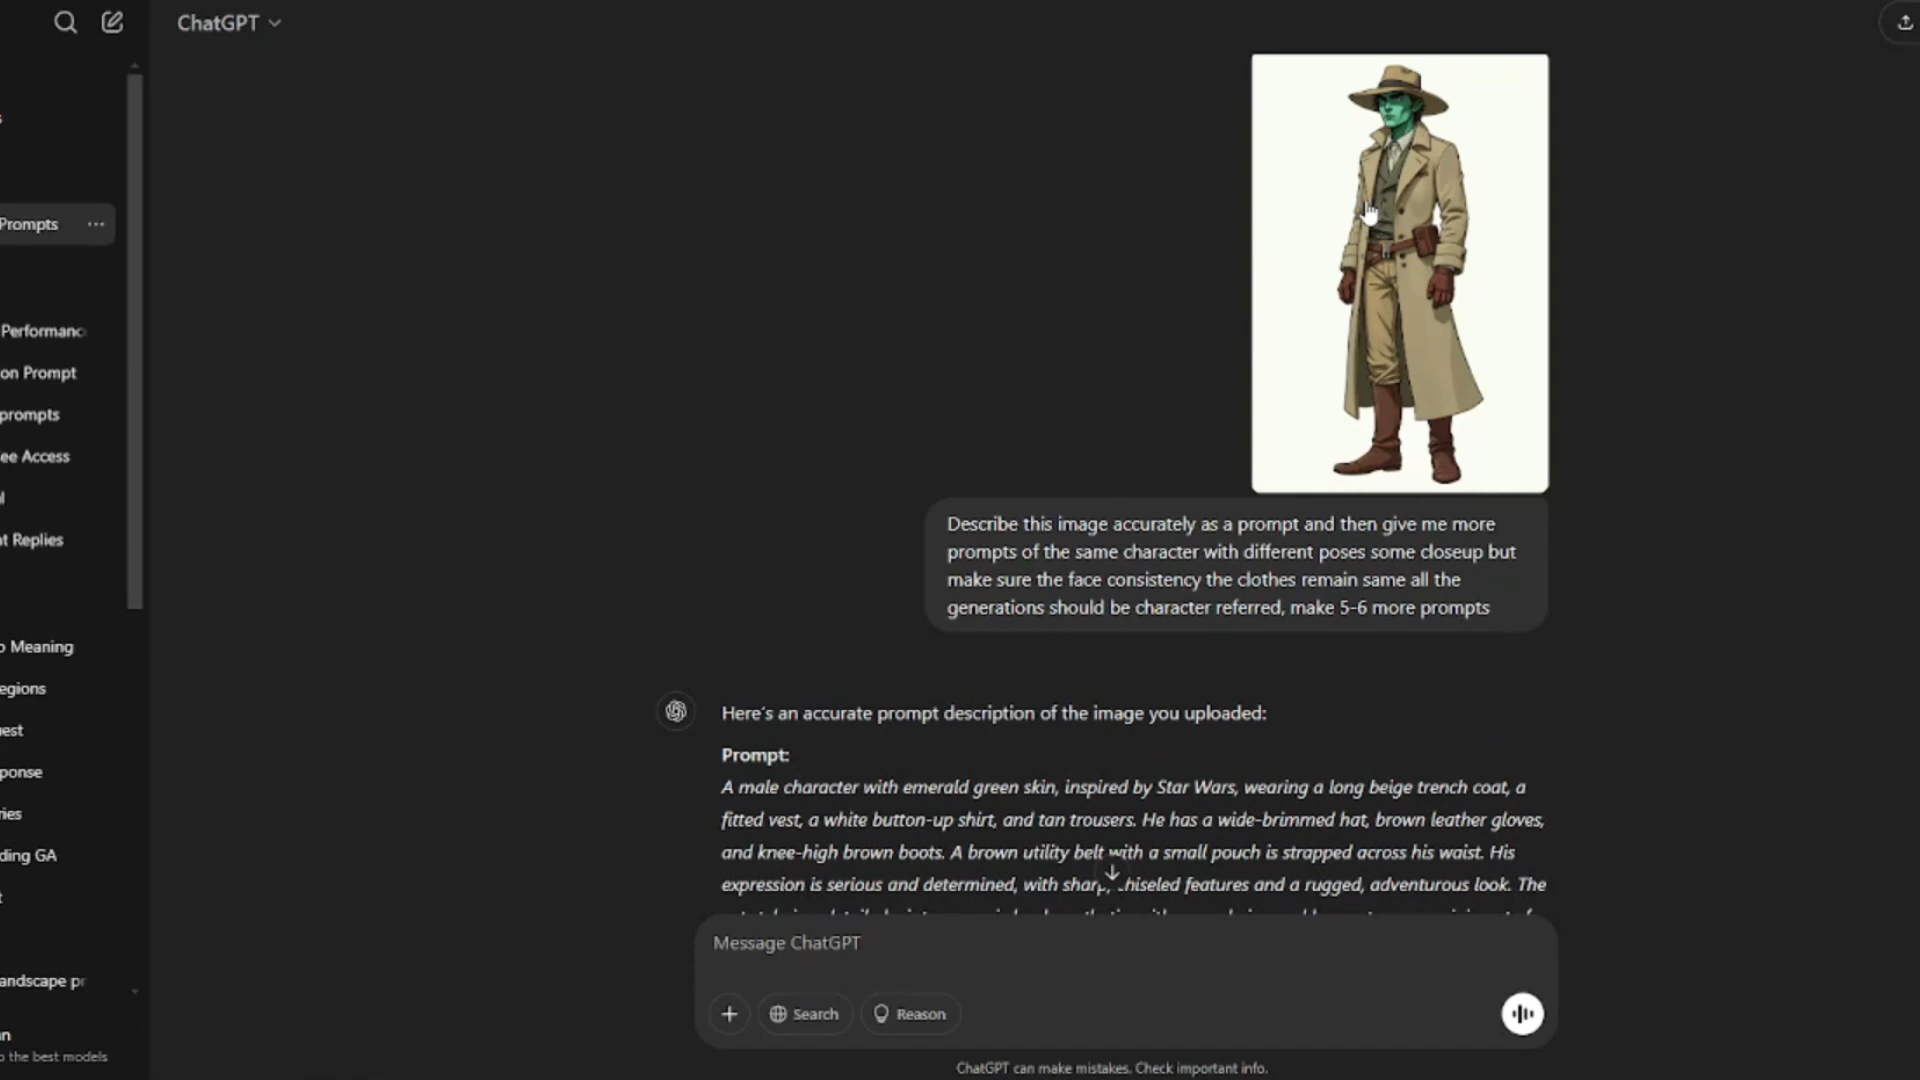 ChatGPT
Prompts
Performanc
on Prompt
prompts
ee Access
nt Replies
o Meaning
egions
uest
ponse
ries
ding GA
andscape pr
o the best models
Describe this image accurately as a prompt and then give me more
prompts of the same character with different poses some closeup but
make sure the face consistency the clothes remain same all the
generations should be character referred, make 5-6 more prompts
Here's an accurate prompt description of the image you uploaded:
Prompt:
A male character with emerald green skin, inspired by Star Wars, wearing a long beige trench coat, a
fitted vest, a white button-up shirt, and tan trousers. He has a wide-brimmed hat, brown leather gloves,
and knee-high brown boots. A brown utility belt with a small pouch is strapped across his waist. His
expression is serious and determined, with sharp, chiseled features and a rugged, adventurous look. The
Message ChatGPT
Search
Reason
ChatGPT can make mistakes. Check important info.